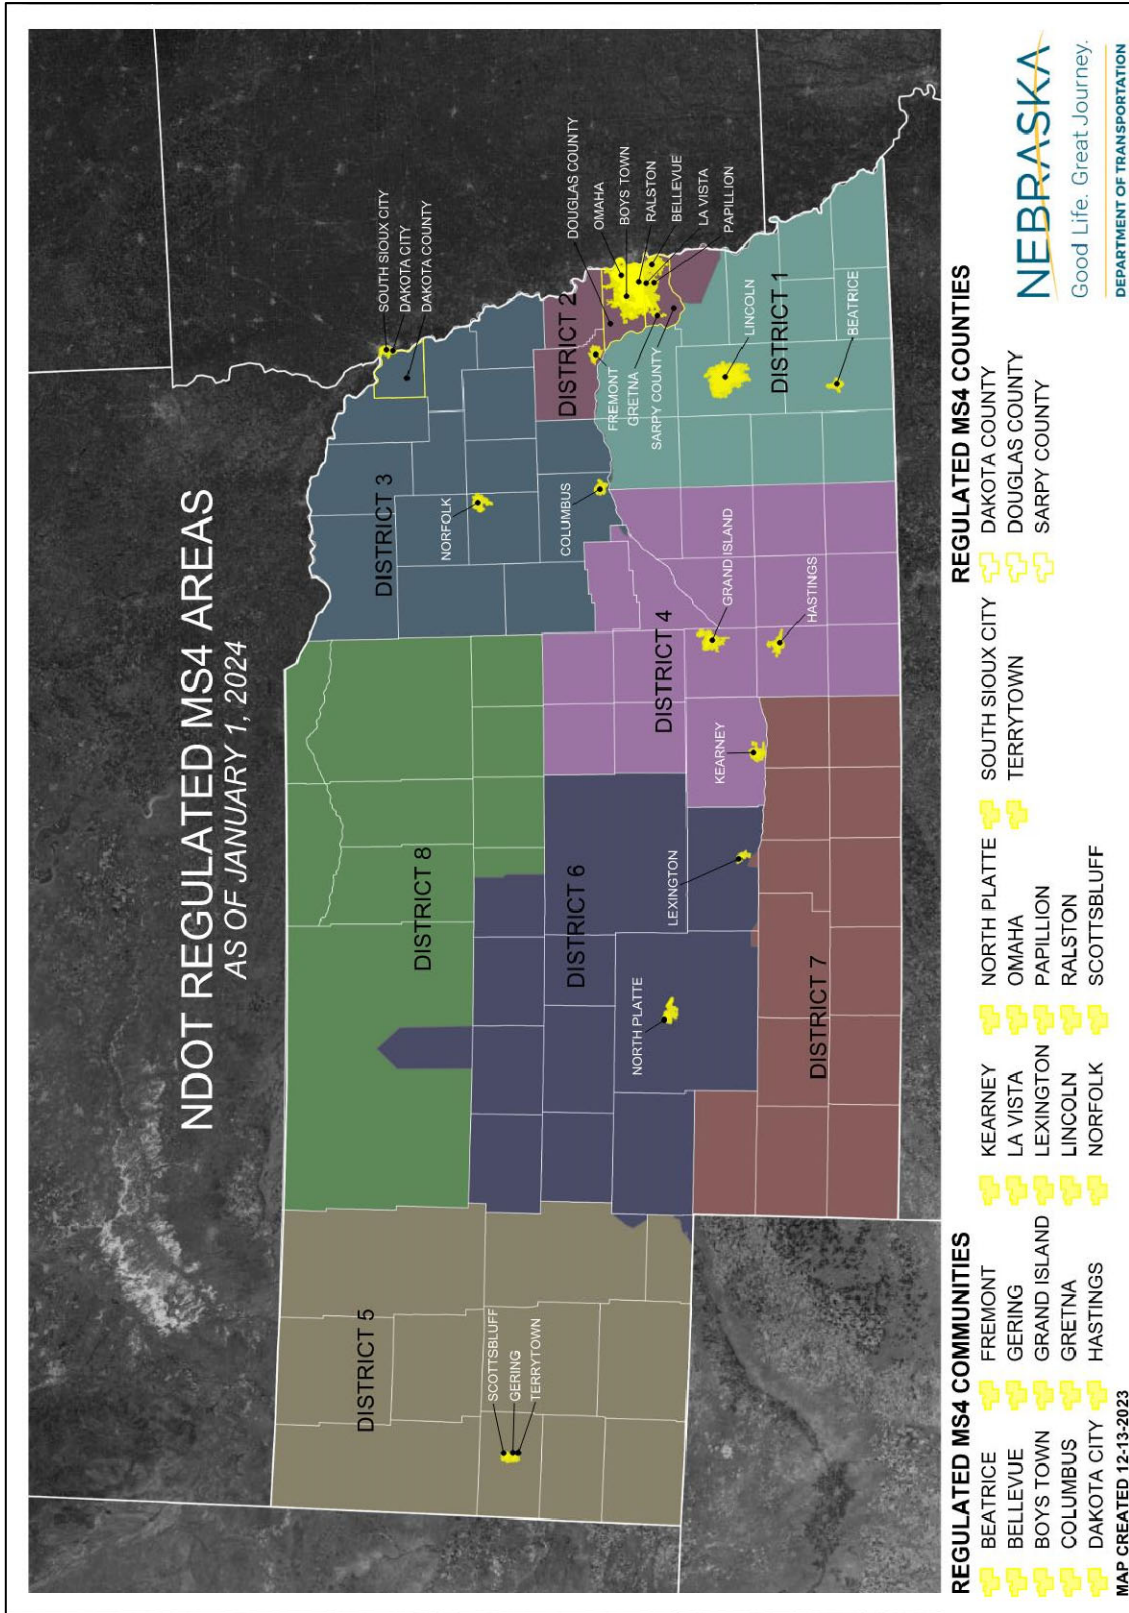 NDOT REGULATED MS4 AREAS
AS OF JANUARY 1, 2024
SOUTH SIOUX CITY
DAKOTA CITY
DAKOTA COUNTY
DISTRICT 5
DISTRICT 8
DISTRICT 3
NORFOLK
DISTRICT 2
DOUGLAS COUNTY
OMAHA
BOYS TOWN
RALSTON
BELLEVUE
LA VISTA
PAPILLION
SCOTTSBLUFF
GERING
TERRYTOWN
DISTRICT 6
COLUMBUS
FREMONT
GRETNA
SARPY COUNTY
NORTH PLATTE
LEXINGTON
KEARNEY
DISTRICT 4
GRAND ISLAND
HASTINGS
LINCOLN
DISTRICT 1
BEATRICE
DISTRICT 7
REGULATED MS4 COMMUNITIES
BEATRICE
BELLEVUE
BOYS TOWN
COLUMBUS
DAKOTA CITY
FREMONT
GERING
GRAND ISLAND
GRETNA
HASTINGS
KEARNEY
LA VISTA
LEXINGTON
LINCOLN
NORFOLK
NORTH PLATTE
OMAHA
PAPILLION
RALSTON
SCOTTSBLUFF
SOUTH SIOUX CITY
TERRYTOWN
REGULATED MS4 COUNTIES
DAKOTA COUNTY
DOUGLAS COUNTY
SARPY COUNTY
MAP CREATED 12-13-2023
NEBRASKA
Good Life. Great Journey.
DEPARTMENT OF TRANSPORTATION